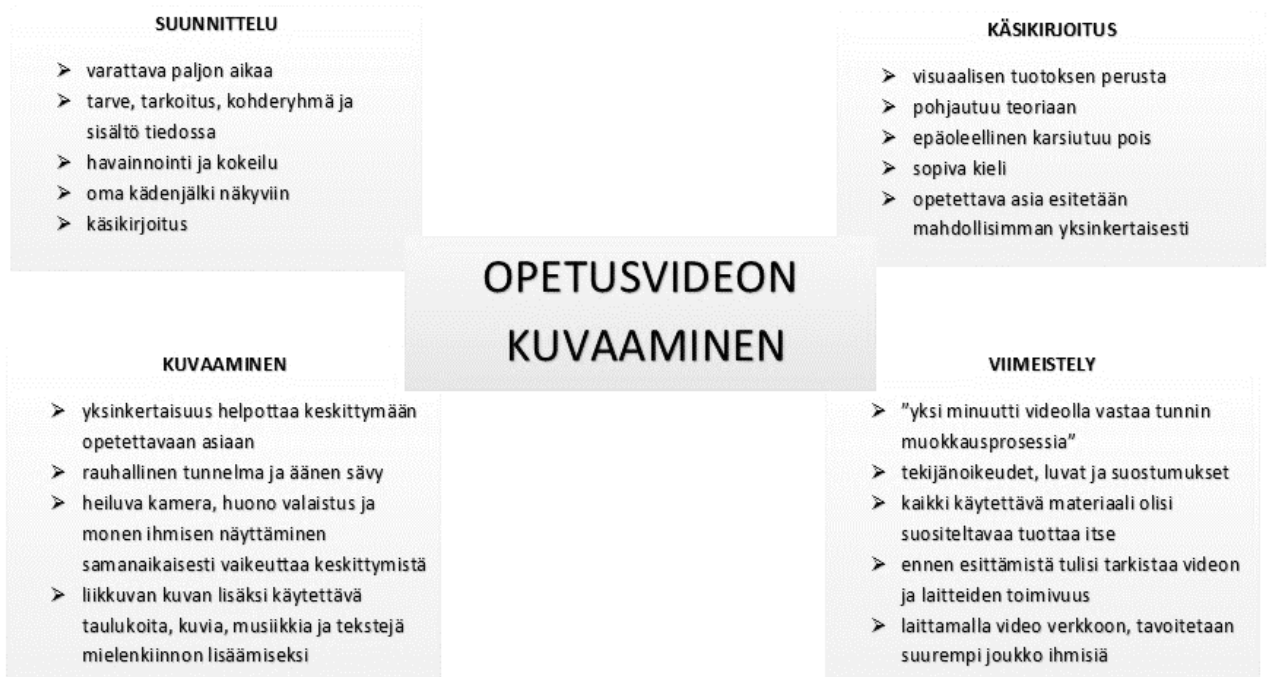 SUUNNITTELU
➢ varattava paljon aikaa
➢ tarve, tarkoitus, kohderyhmä ja
sisältö tiedossa
➢ havainnointi ja kokeilu
➢ oma kädenjälki näkyviin
➢ käsikirjoitus
KÄSIKIRJOITUS
➢ visuaalisen tuotoksen perusta
➢ pohjautuu teoriaan
➢ epäoleellinen karsiutuu pois
➢ sopiva kieli
➢ opetettava asia esitetään
mahdollisimman yksinkertaisesti
OPETUSVIDEON
KUVAAMINEN
KUVAAMINEN
➢ yksinkertaisuus helpottaa keskittymään
opetettavaan asiaan
➢ rauhallinen tunnelma ja äänen sävy
➢ heiluva kamera, huono valaistus ja
monen ihmisen näyttäminen
samanaikaisesti vaikeuttaa keskittymistä
➢ liikkuvan kuvan lisäksi käytettävä
taulukoita, kuvia, musiikkia ja tekstejä
mielenkiinnon lisäämiseksi
VIIMEISTELY
➢ ”yksi minuutti videolla vastaa tunnin
muokkausprosessia”
➢ tekijänoikeudet, luvat ja suostumukset
➢ kaikki käytettävä materiaali olisi
suositeltavaa tuottaa itse
➢ ennen esittämistä tulisi tarkistaa videon
ja laitteiden toimivuus
➢ laittamalla video verkkoon, tavoitetaan
suurempi joukko ihmisiä